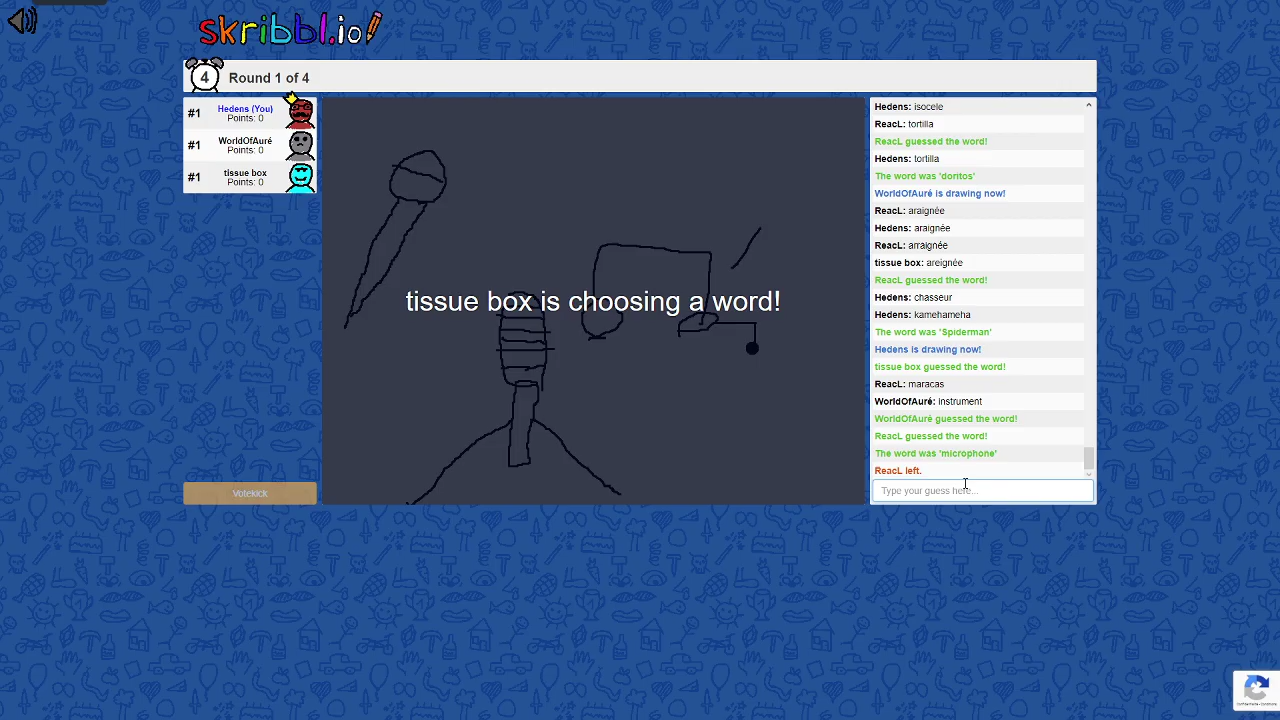 skribbl.io
4
Round 1 of 4
#1
Hedens (You)
Points: 0
#1
WorldOfAuré
Points: 0
#1
tissue box
Points: 0
Votekick
tissue box is choosing a word!
Hedens: isocele
ReacL: tortilla
ReacL guessed the word!
Hedens: tortilla
The word was 'doritos'
WorldOfAuré is drawing now!
ReacL: araignée
Hedens: araignée
ReacL: arraignée
tissue box: areignée
ReacL guessed the word!
Hedens: chasseur
Hedens: kamehameha
The word was 'Spiderman'
Hedens is drawing now!
tissue box guessed the word!
ReacL: maracas
WorldOfAuré: instrument
WorldOfAuré guessed the word!
ReacL guessed the word!
The word was 'microphone'
ReacL left.
Type your guess here...